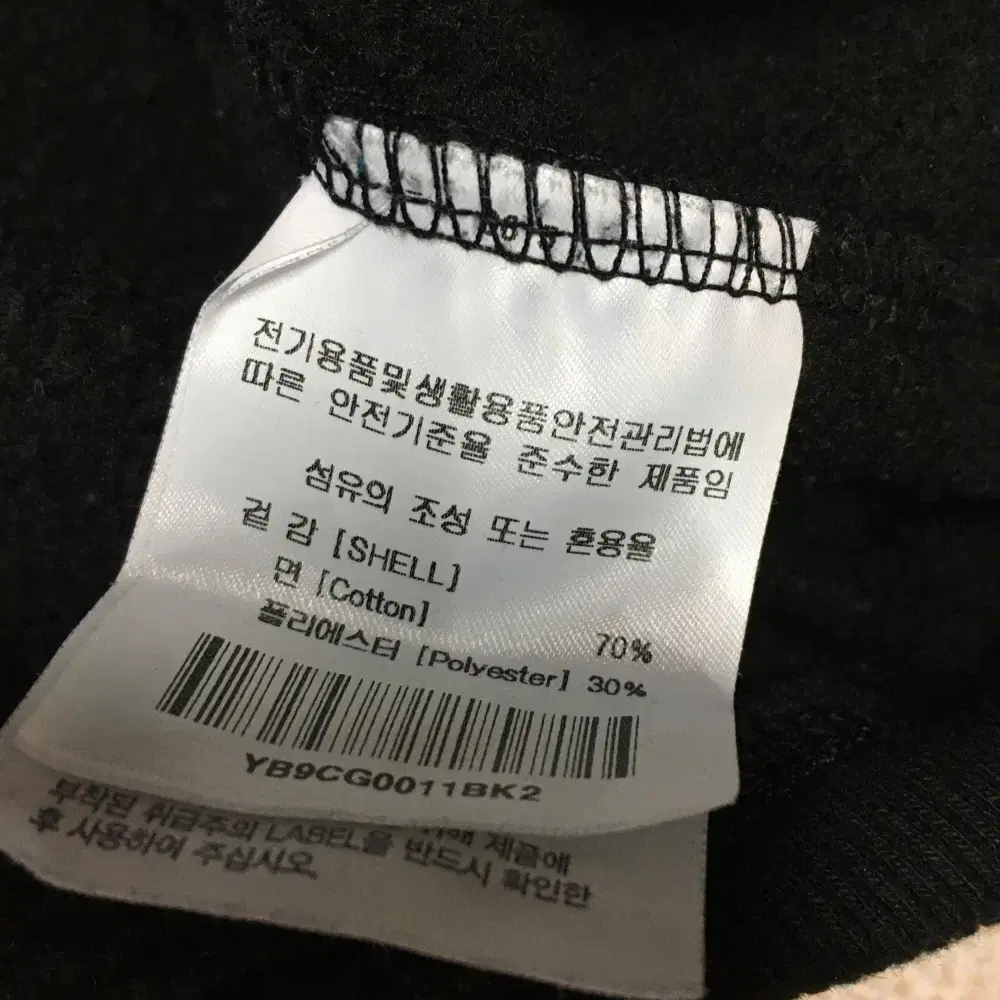 전기용품및생활용품안전관리법에
따른 안전기준을 준수한 제품임
섬유의 조성 또는 혼용율
겉 감 [SHELL]
면 [Cotton] 70%
폴리에스터 [Polyester] 30%
YB9CG0011BK2
위해 제품에
부착된 취급주의 LABEL을 반드시 확인한
후 사용하여 주십시오.